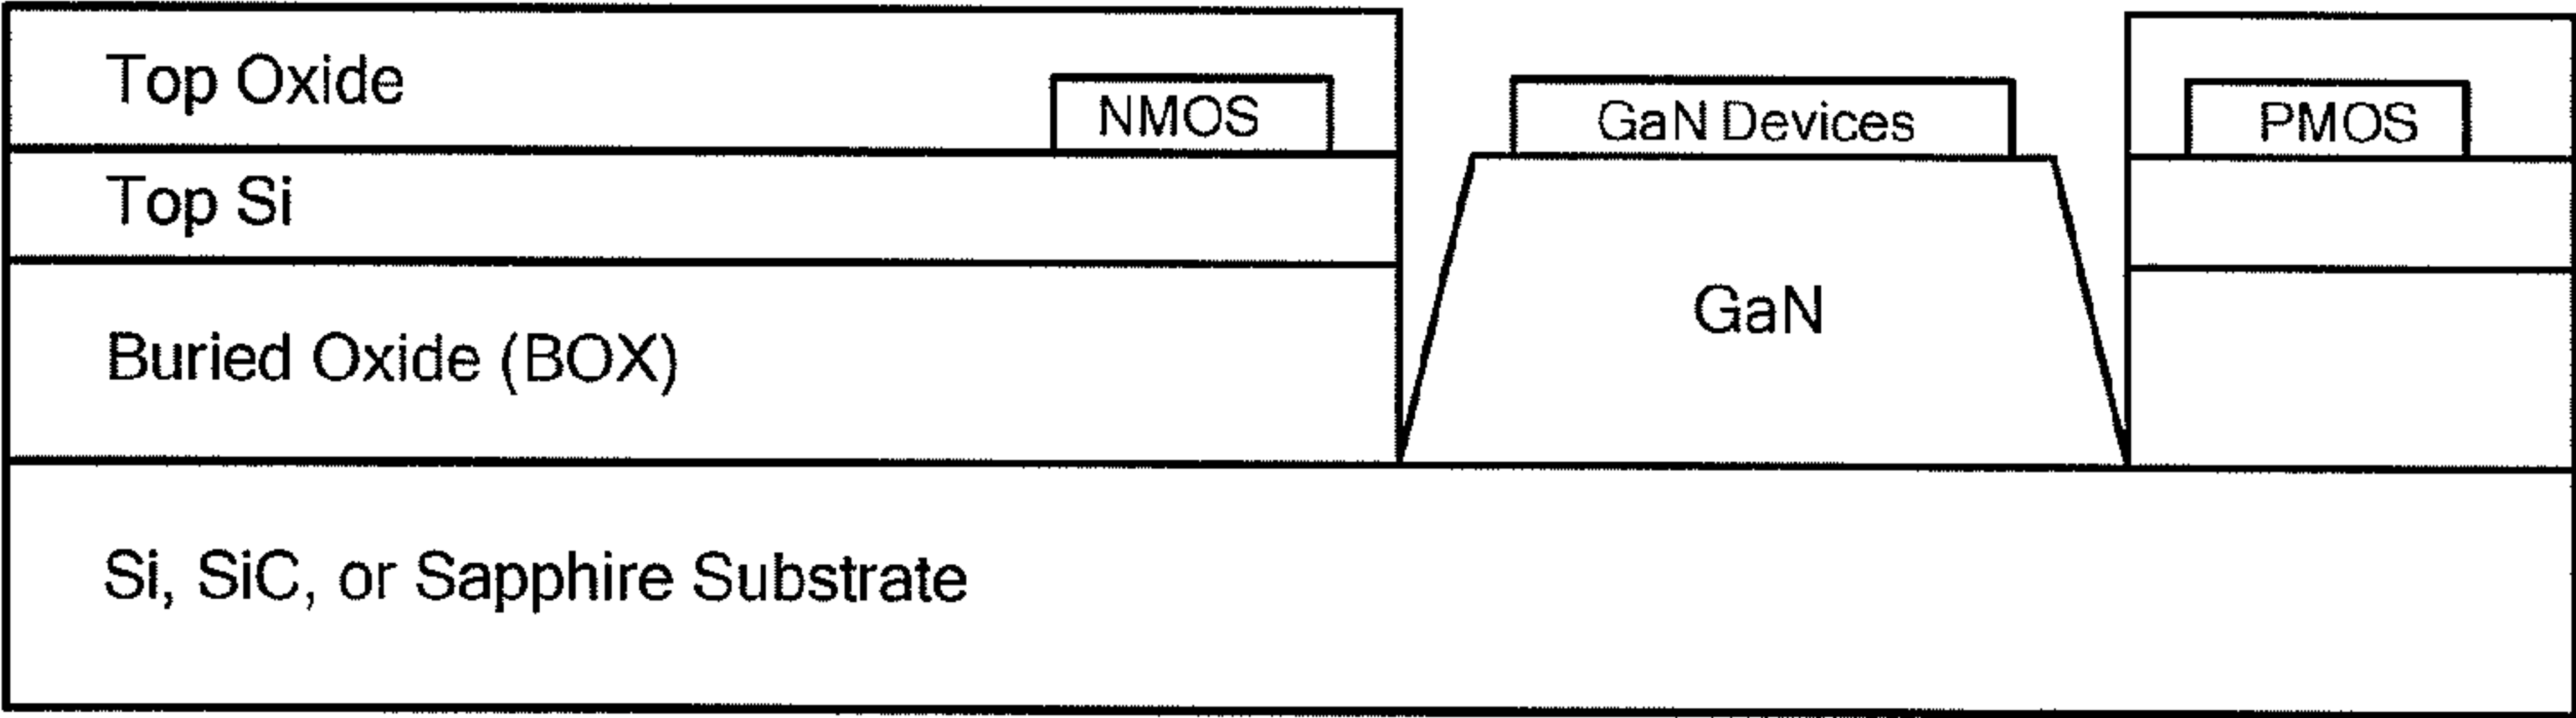 Top Oxide
NMOS
GaN Devices
PMOS
Top Si
GaN
Buried Oxide (BOX)
Si, SiC, or Sapphire Substrate